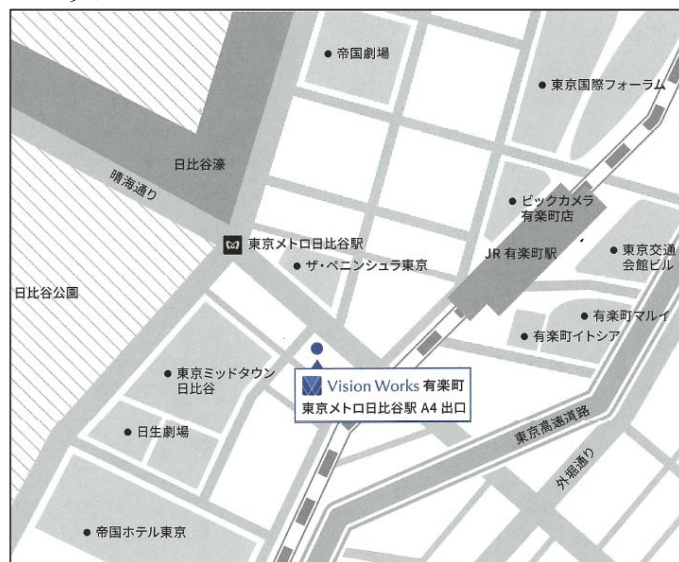 帝国劇場
東京国際フォーラム
日比谷濠
晴海通り
ビックカメラ
有楽町店
東京メトロ日比谷駅
ザ・ペニンシュラ東京
JR 有楽町駅
東京交通
会館ビル
日比谷公園
有楽町マルイ
有楽町イトシア
東京ミッドタウン
日比谷
Vision Works 有楽町
東京メトロ日比谷駅 A4 出口
日生劇場
東京高速道路
外堀通り
帝国ホテル東京